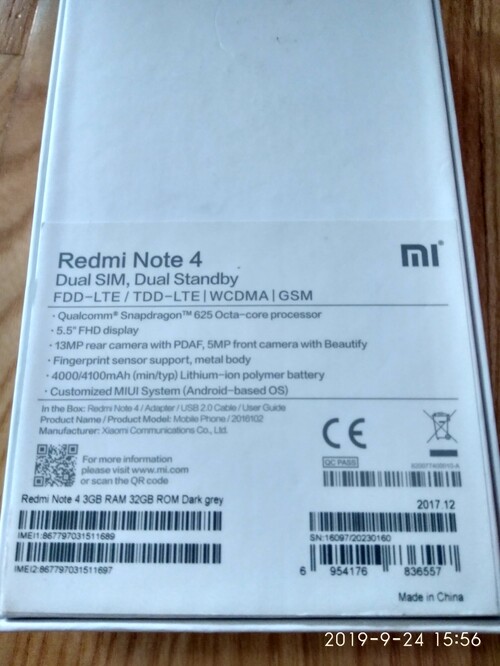 Redmi Note 4
mi
Dual SIM, Dual Standby
FDD-LTE / TDD-LTE | WCDMA | GSM
· Qualcomm® Snapdragon™ 625 Octa-core processor
· 5.5" FHD display
· 13MP rear camera with PDAF, 5MP front camera with Beautify
· Fingerprint sensor support, metal body
· 4000/4100mAh (min/typ) Lithium-ion polymer battery
· Customized MIUI System (Android-based OS)
In the Box: Redmi Note 4 / Adapter / USB 2.0 Cable / User Guide
Product Name / Product Model: Mobile Phone / 2016102
Manufacturer: Xiaomi Communications Co., Ltd.
CE
For more information
please visit www.mi.com
or scan the QR code
QC PASS
Redmi Note 4 3GB RAM 32GB ROM Dark grey
2017.12
IMEI1:867797031511689
SN:16097/20230160
IMEI2:867797031511697
6 954176 836557
Made in China
2019-9-24 15:56